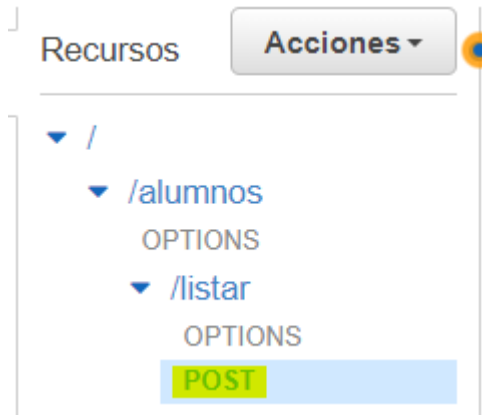 Recursos
Acciones
/
/alumnos
OPTIONS
/listar
OPTIONS
POST